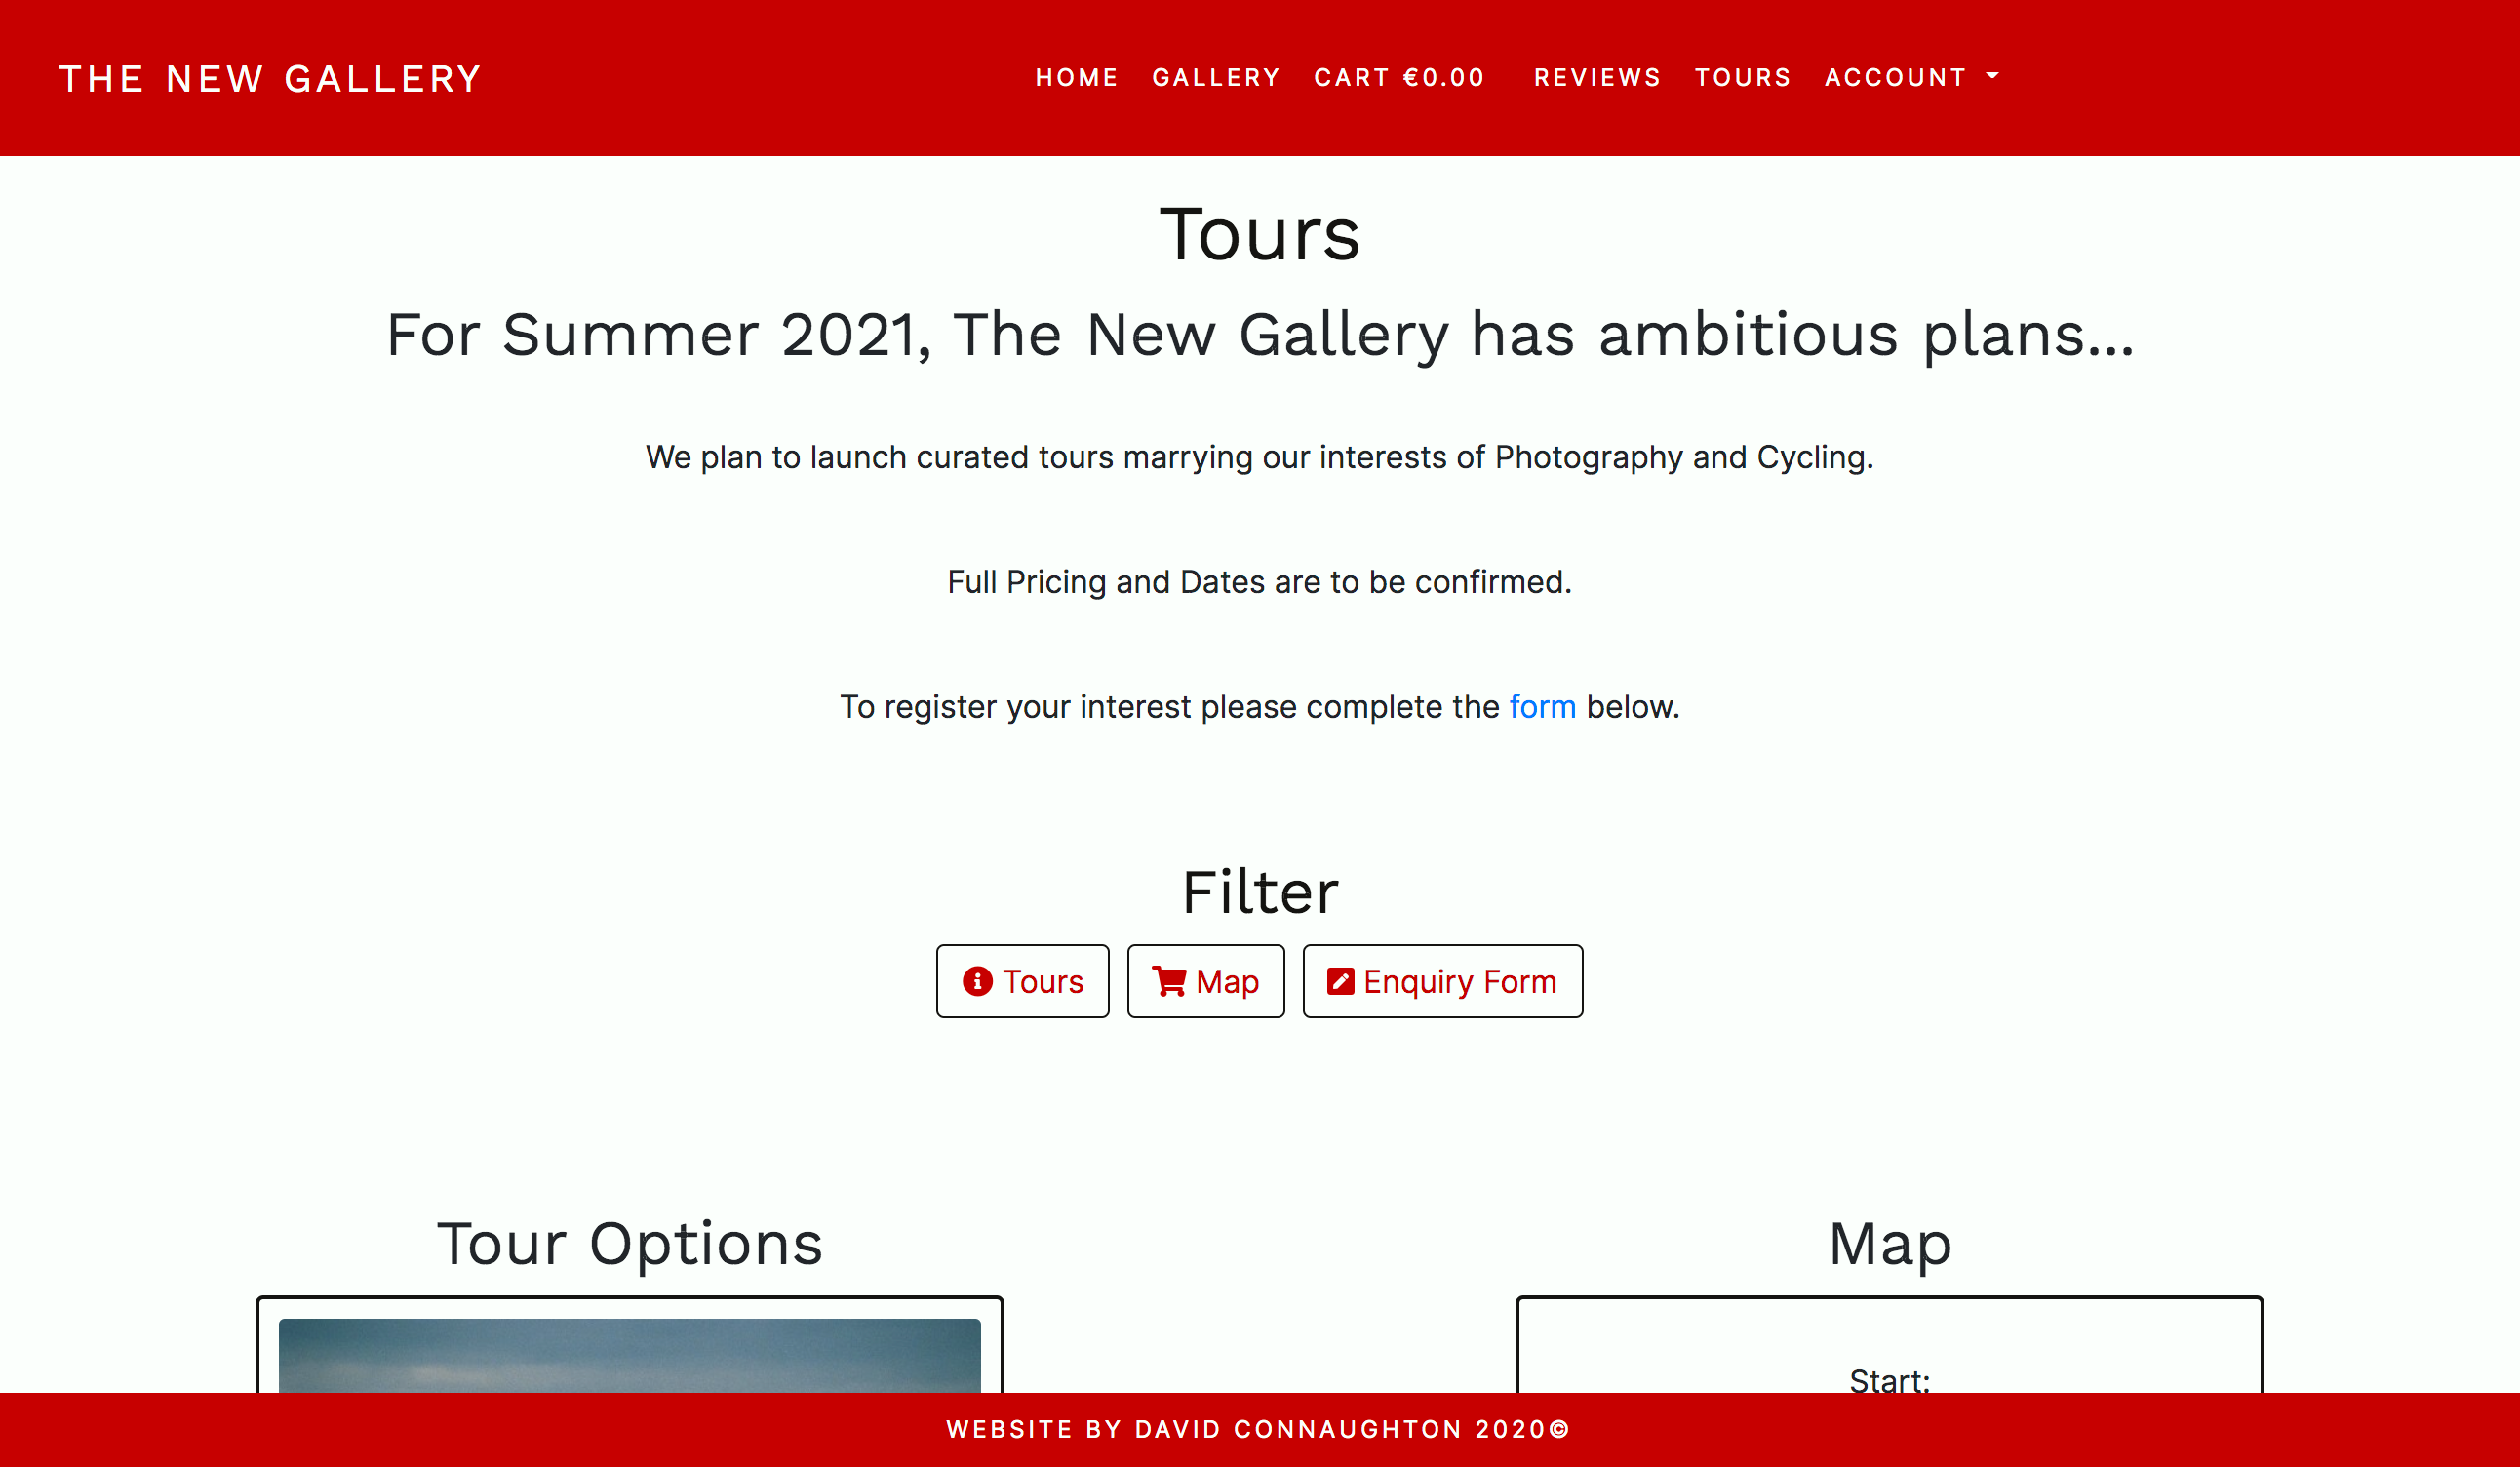 THE NEW GALLERY
HOME GALLERY CART €0.00 REVIEWS TOURS ACCOUNT
Tours
For Summer 2021, The New Gallery has ambitious plans...
We plan to launch curated tours marrying our interests of Photography and Cycling.
Full Pricing and Dates are to be confirmed.
To register your interest please complete the form below.
Filter
Tours Map Enquiry Form
Tour Options
Map
Start:
WEBSITE BY DAVID CONNAUGHTON 2020©